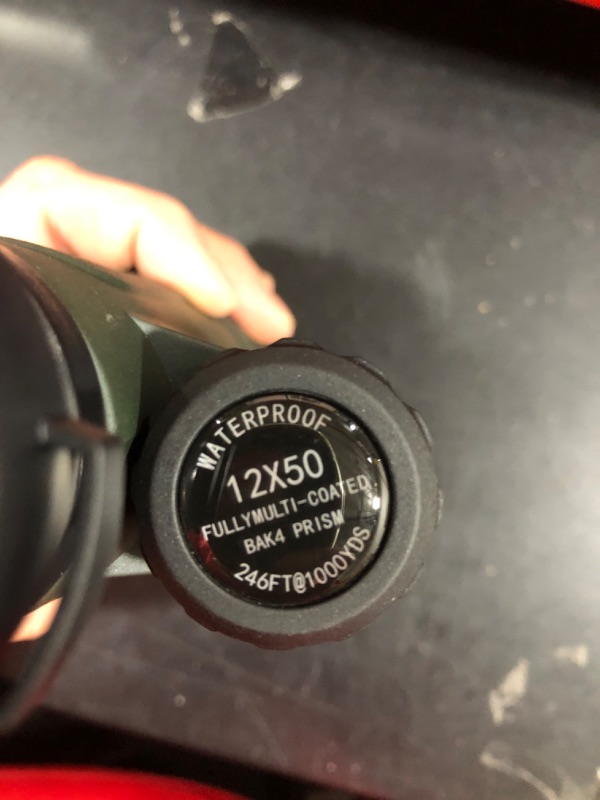 WATERPROOF
12X50
FULLYMULTI-COATED
BAK4 PRISM
246FT@1000YDS